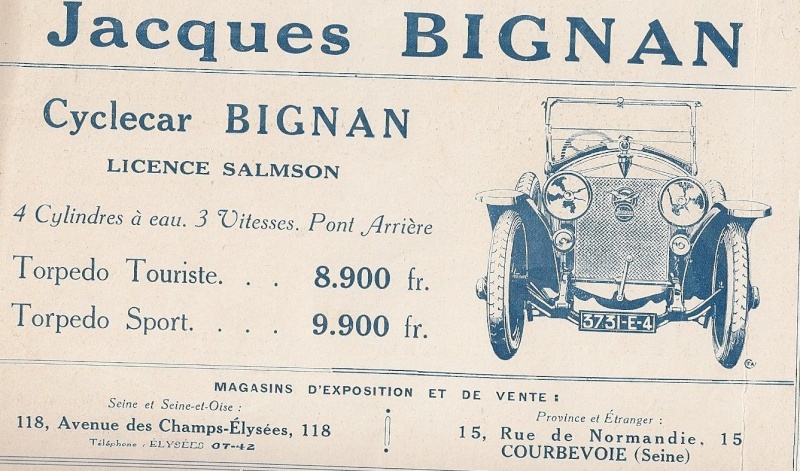 Jacques BIGNAN
Cyclecar BIGNAN
LICENCE SALMSON
4 Cylindres à eau. 3 Vitesses. Pont Arrière
Torpedo Touriste. . . 8.900 fr.
Torpedo Sport. . . . 9.900 fr.
3731-E-4
MAGASINS D'EXPOSITION ET DE VENTE :
Seine et Seine-et-Oise :
118, Avenue des Champs-Élysées, 118
Téléphone : ÉLYSÉES 07-42
Province et Étranger :
15, Rue de Normandie, 15
COURBEVOIE (Seine)